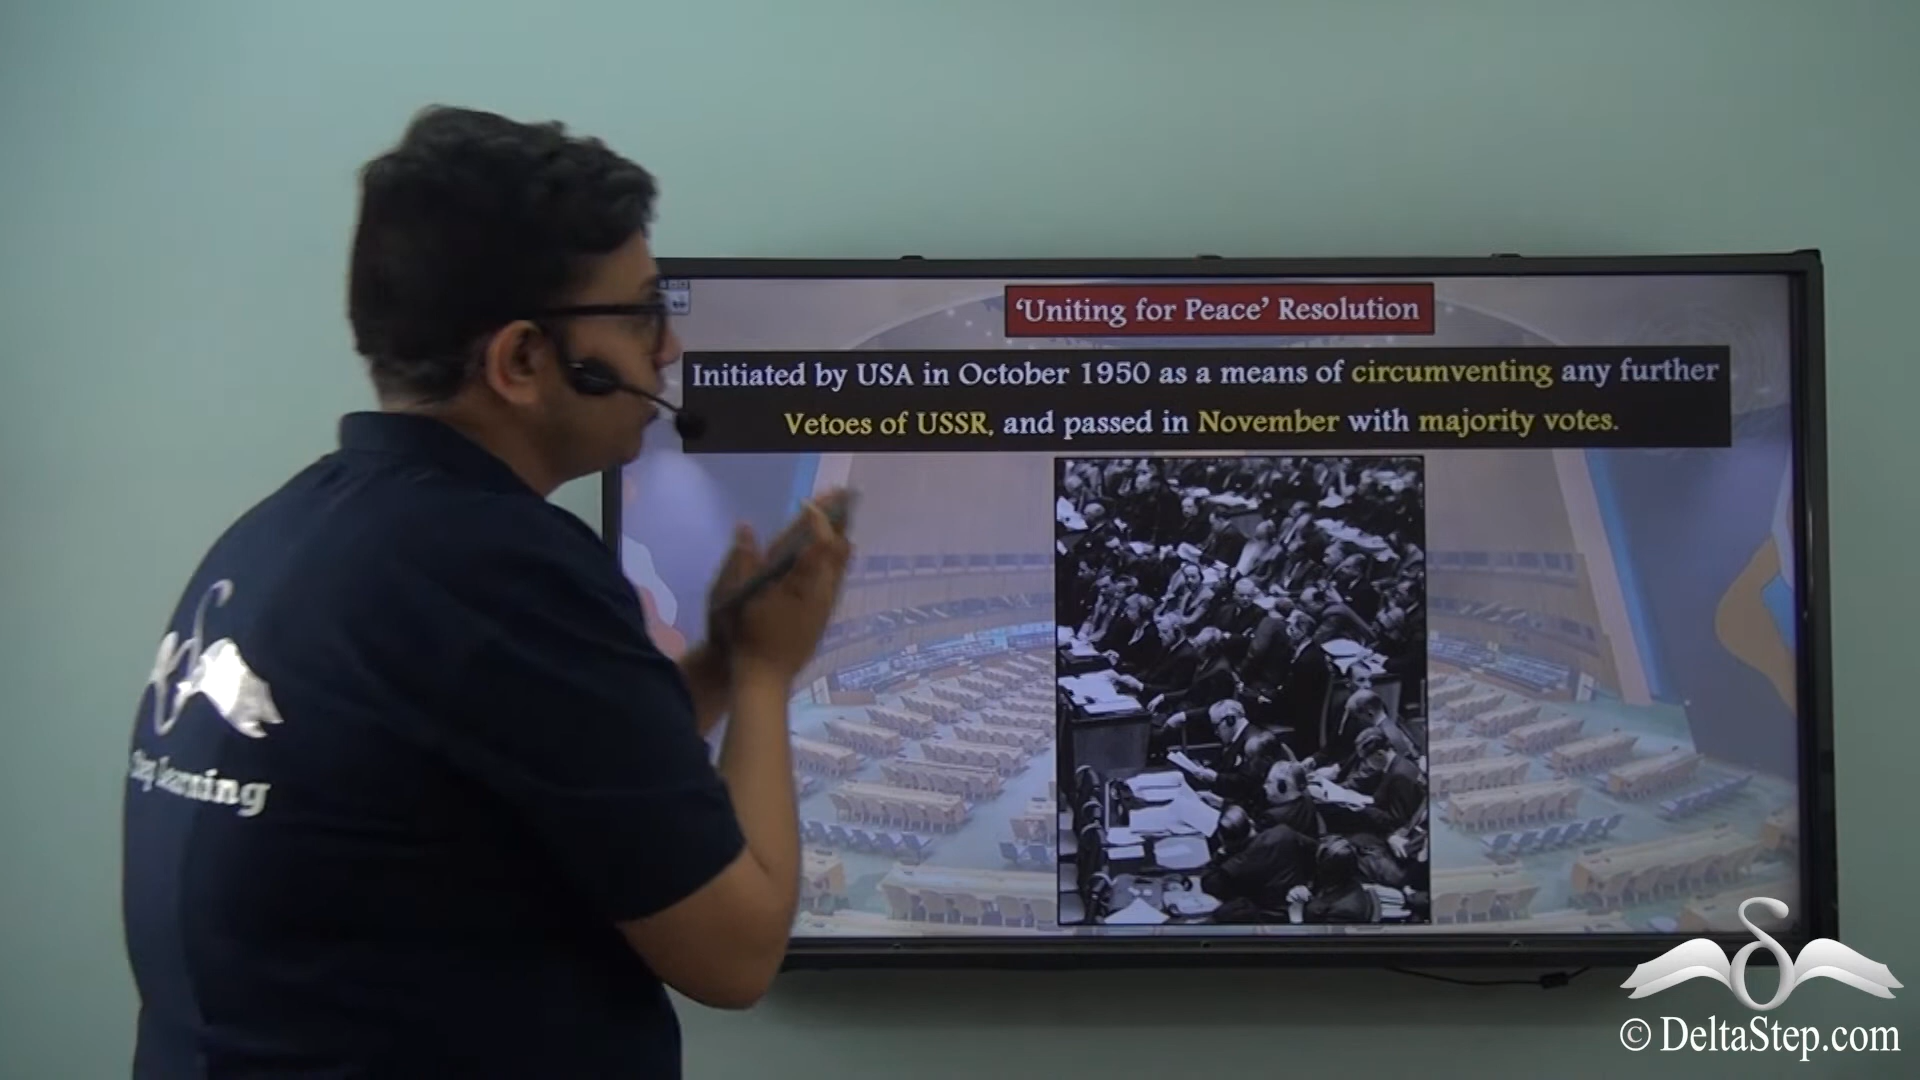 ‘Uniting for Peace’ Resolution
Initiated by USA in October 1950 as a means of circumventing any further
Vetoes of USSR, and passed in November with majority votes.
learning
© DeltaStep.com